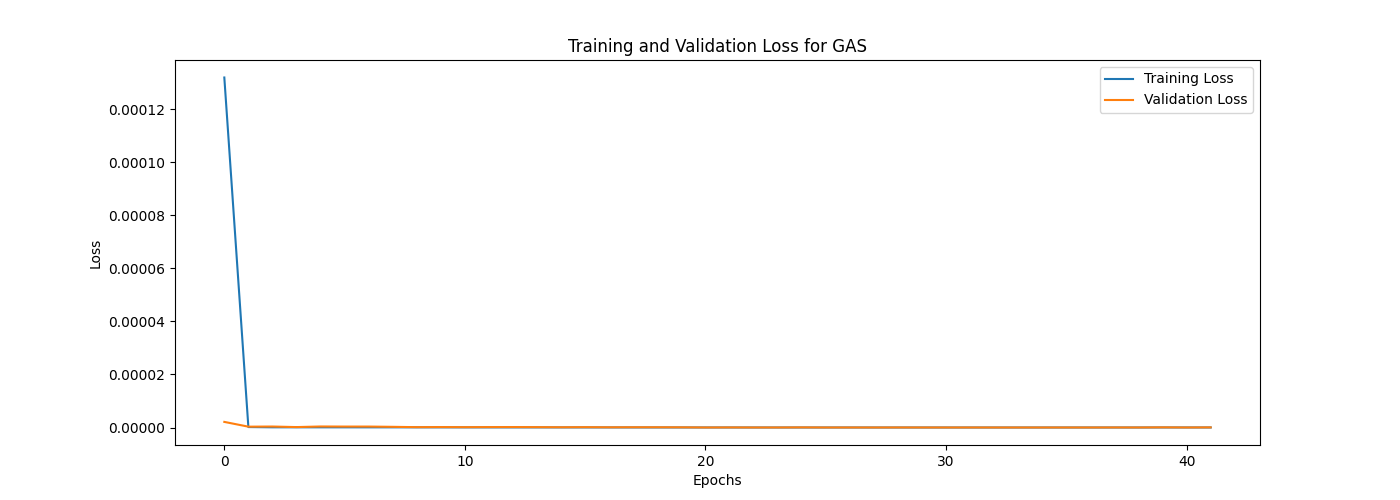 Training and Validation Loss for GAS
Training Loss
Validation Loss
0.00012
0.00010
0.00008
0.00006
0.00004
0.00002
0.00000
Loss
0 10 20 30 40
Epochs